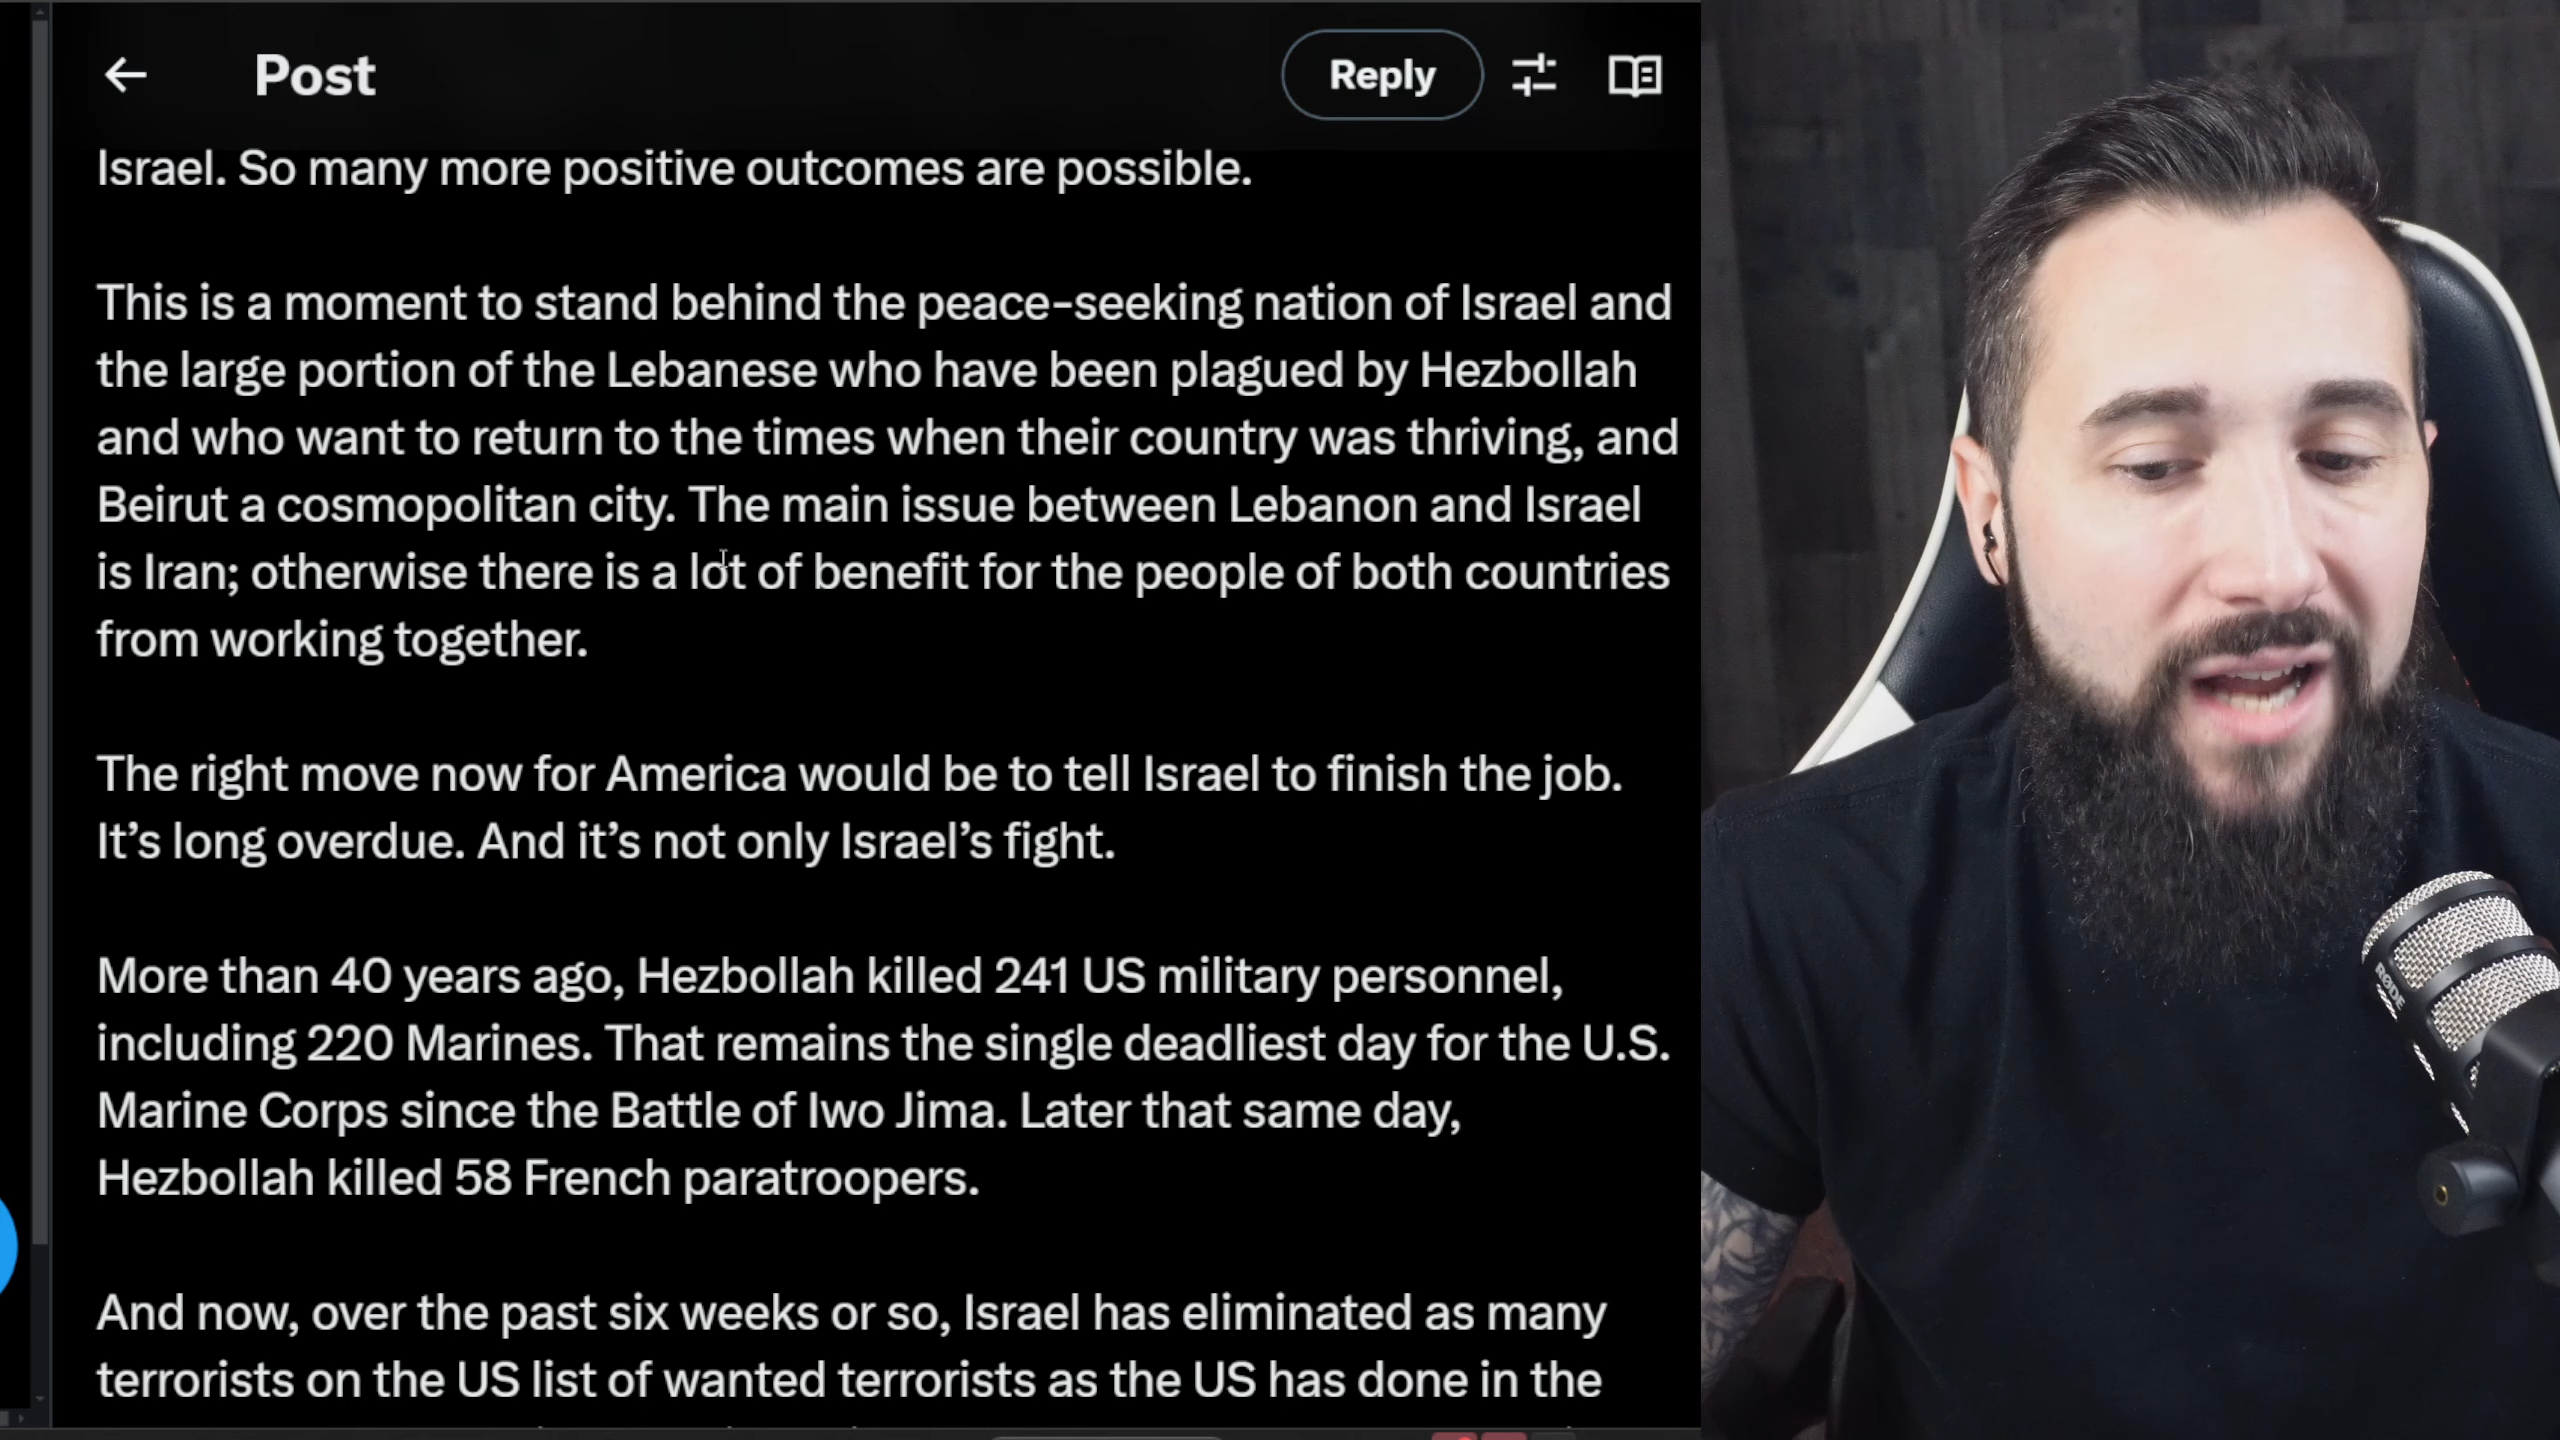 Post
Reply
Israel. So many more positive outcomes are possible.
This is a moment to stand behind the peace-seeking nation of Israel and
the large portion of the Lebanese who have been plagued by Hezbollah
and who want to return to the times when their country was thriving, and
Beirut a cosmopolitan city. The main issue between Lebanon and Israel
is Iran; otherwise there is a lot of benefit for the people of both countries
from working together.
The right move now for America would be to tell Israel to finish the job.
It’s long overdue. And it’s not only Israel’s fight.
More than 40 years ago, Hezbollah killed 241 US military personnel,
including 220 Marines. That remains the single deadliest day for the U.S.
Marine Corps since the Battle of Iwo Jima. Later that same day,
Hezbollah killed 58 French paratroopers.
And now, over the past six weeks or so, Israel has eliminated as many
terrorists on the US list of wanted terrorists as the US has done in the
RØDE